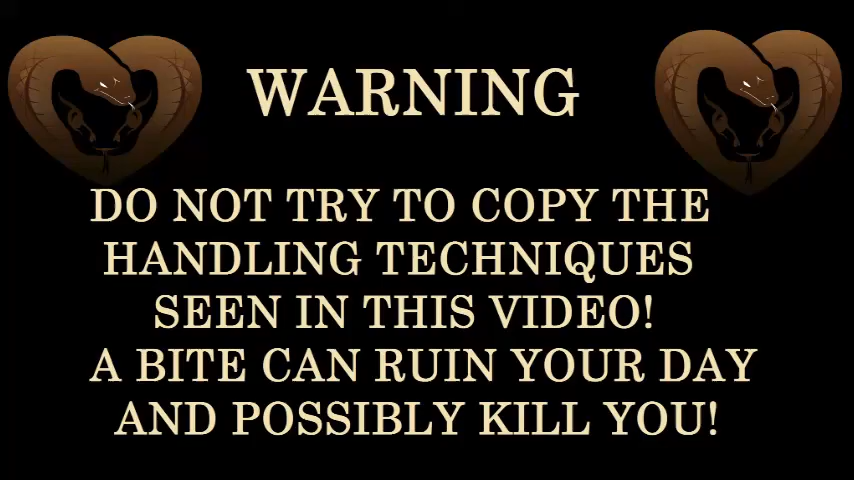 WARNING
DO NOT TRY TO COPY THE
HANDLING TECHNIQUES
SEEN IN THIS VIDEO!
A BITE CAN RUIN YOUR DAY
AND POSSIBLY KILL YOU!